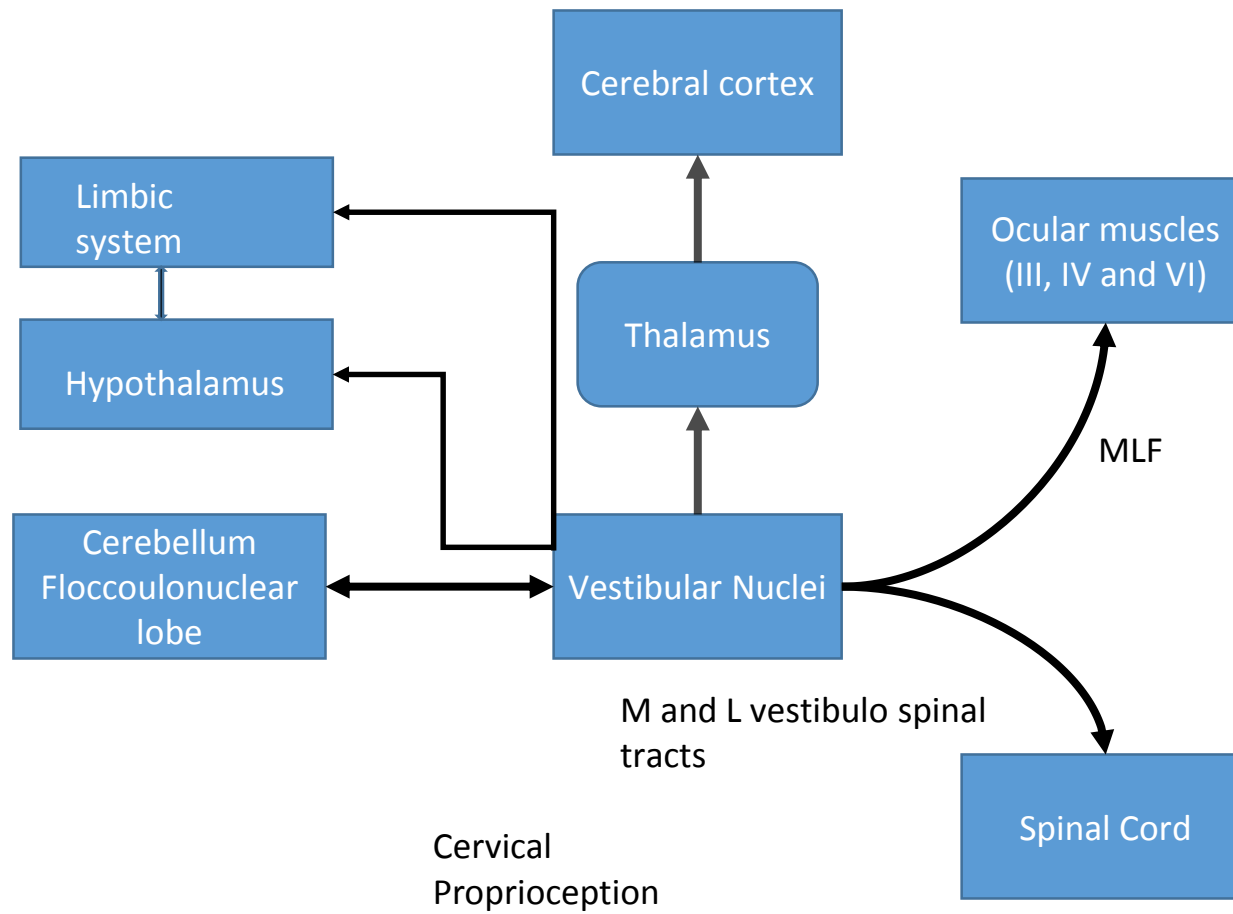 Cerebral cortex
Limbic
system
Ocular muscles
(III, IV and VI)
Thalamus
Hypothalamus
MLF
Cerebellum
Floccoulonuclear
lobe
Vestibular Nuclei
M and L vestibulo spinal
tracts
Spinal Cord
Cervical
Proprioception